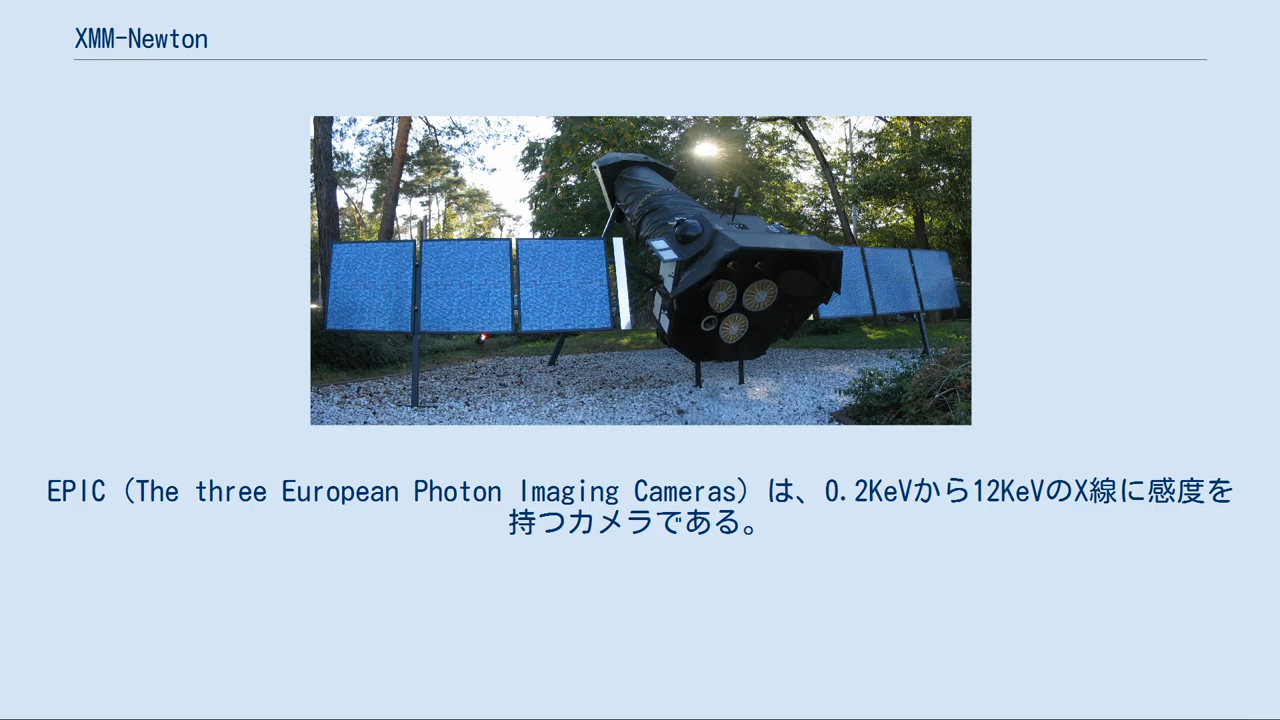 XMM-Newton
EPIC（The three European Photon Imaging Cameras）は、0.2KeVから12KeVのX線に感度を
持つカメラである。